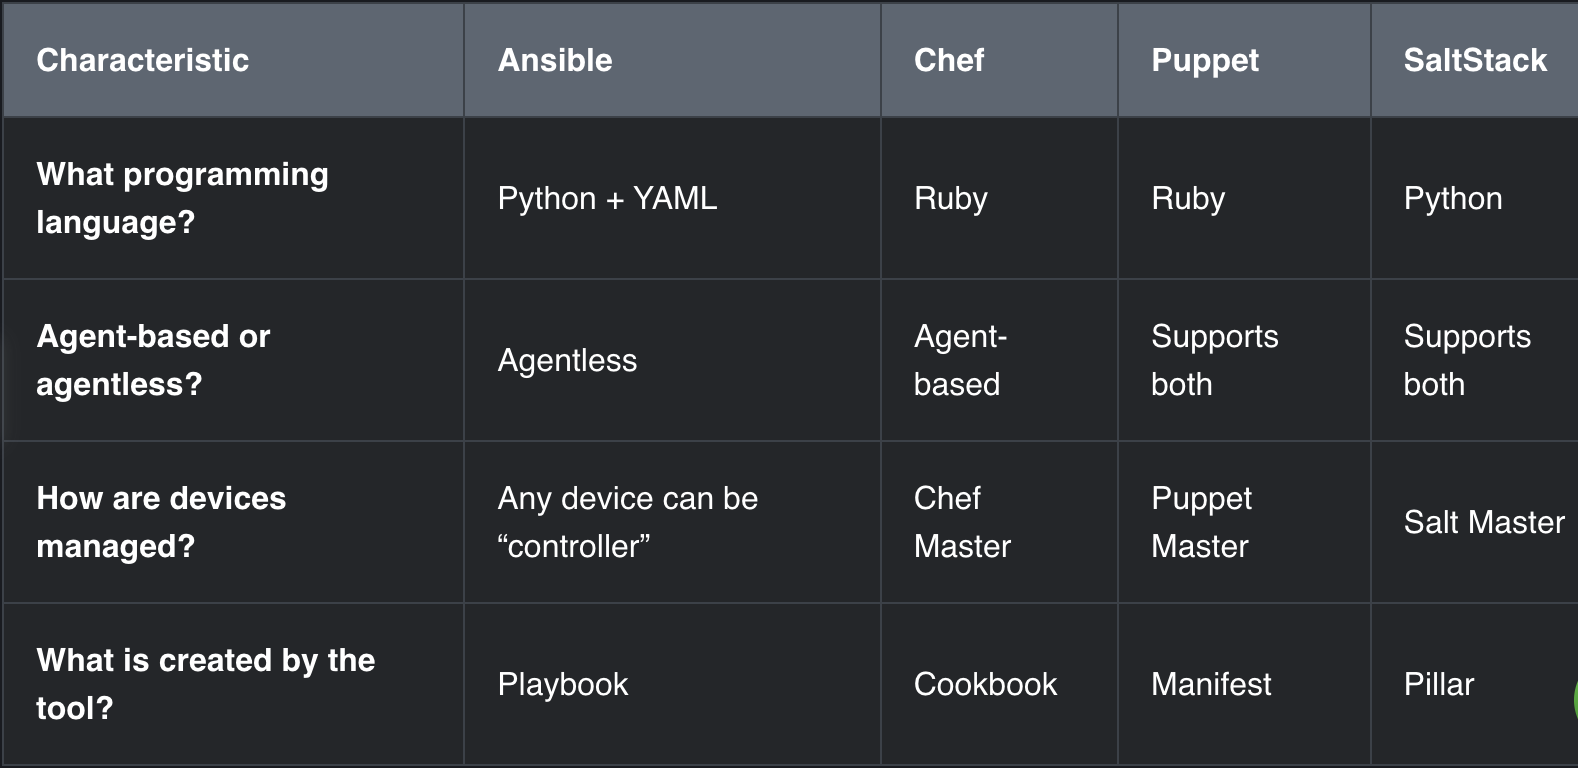 Characteristic Ansible Chef Puppet SaltStack
What programming
language? Python + YAML Ruby Ruby Python
Agent-based or
agentless? Agentless Agent-
based Supports
both Supports
both
How are devices
managed? Any device can be
“controller” Chef
Master Puppet
Master Salt Master
What is created by the
tool? Playbook Cookbook Manifest Pillar